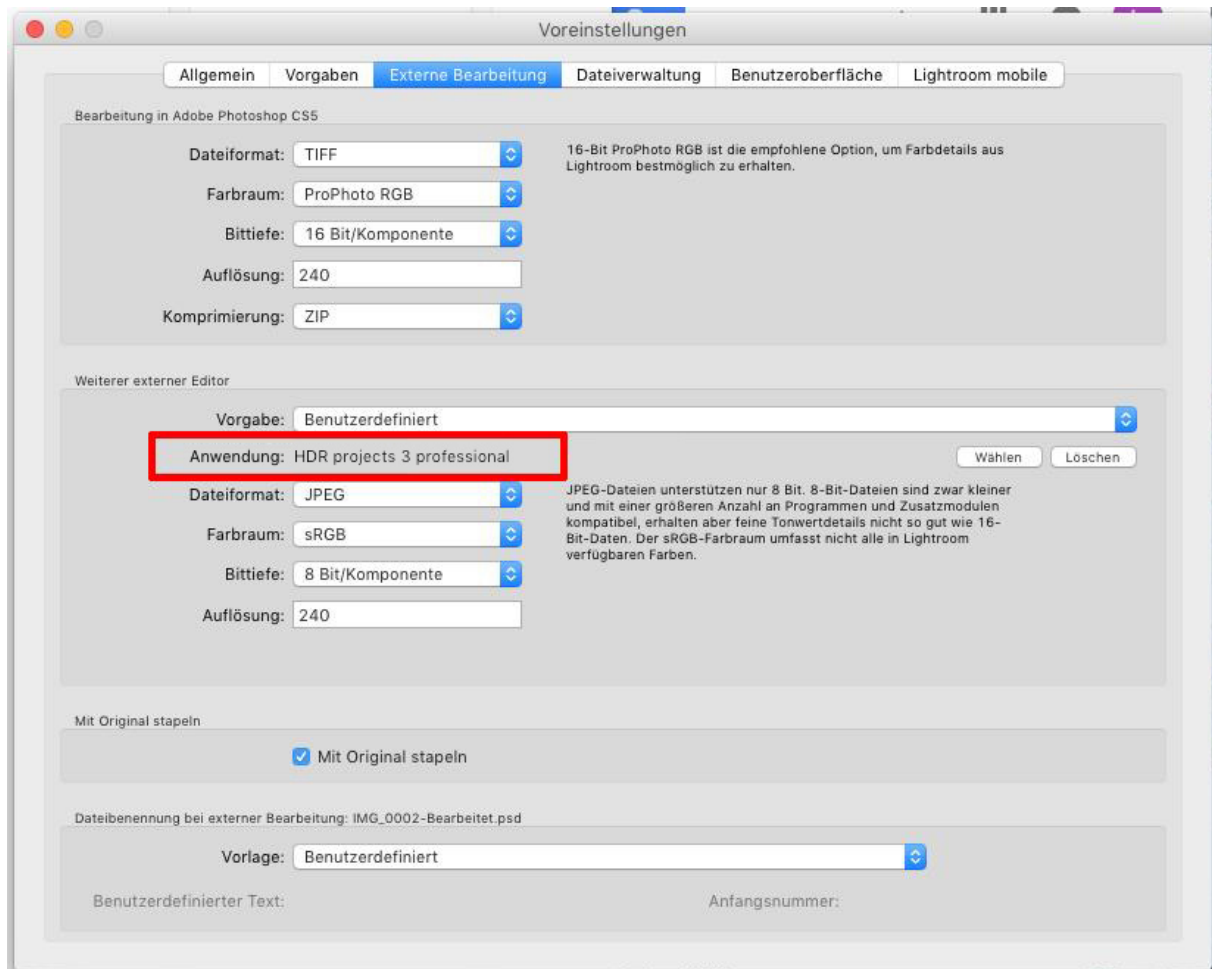 Voreinstellungen
Allgemein Vorgaben Externe Bearbeitung Dateiverwaltung Benutzeroberfläche Lightroom mobile
Bearbeitung in Adobe Photoshop CS5
Dateiformat: TIFF
16-Bit ProPhoto RGB ist die empfohlene Option, um Farbdetails aus
Lightroom bestmöglich zu erhalten.
Farbraum: ProPhoto RGB
Bittiefe: 16 Bit/Komponente
Auflösung: 240
Komprimierung: ZIP
Weiterer externer Editor
Vorgabe: Benutzerdefiniert
Anwendung: HDR projects 3 professional Wählen Löschen
Dateiformat: JPEG
JPEG-Dateien unterstützen nur 8 Bit. 8-Bit-Dateien sind zwar kleiner
und mit einer größeren Anzahl an Programmen und Zusatzmodulen
kompatibel, erhalten aber feine Tonwertdetails nicht so gut wie 16-
Bit-Daten. Der sRGB-Farbraum umfasst nicht alle in Lightroom
verfügbaren Farben.
Farbraum: sRGB
Bittiefe: 8 Bit/Komponente
Auflösung: 240
Mit Original stapeln
Mit Original stapeln
Dateibenennung bei externer Bearbeitung: IMG_0002-Bearbeitet.psd
Vorlage: Benutzerdefiniert
Benutzerdefinierter Text: Anfangsnummer: